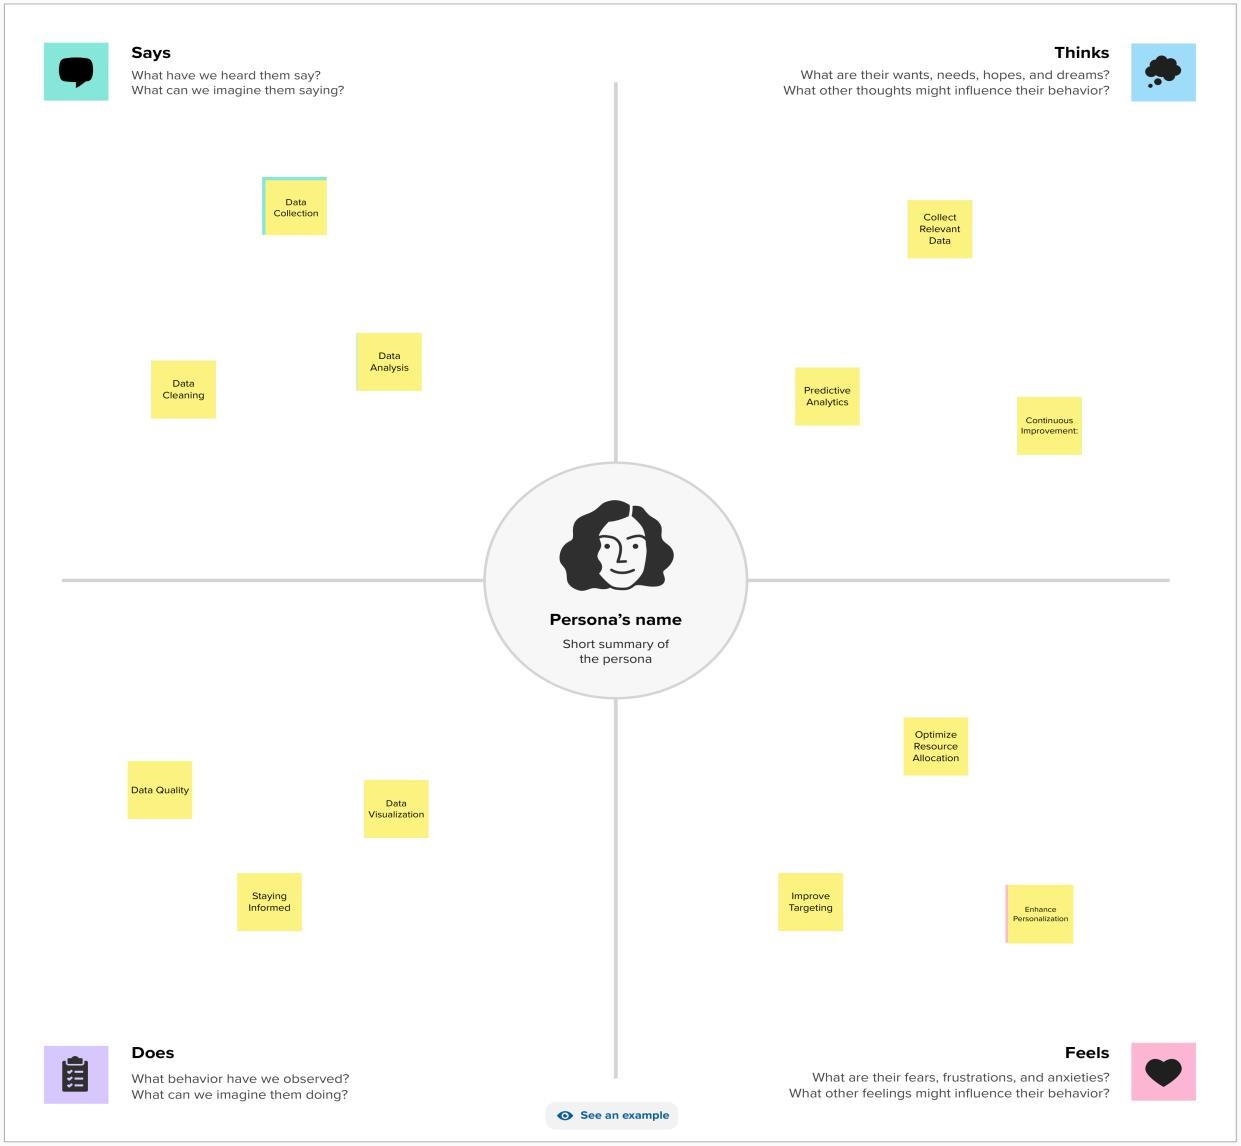 Says
What have we heard them say?
What can we imagine them saying?
Thinks
What are their wants, needs, hopes, and dreams?
What other thoughts might influence their behavior?
Data
Collection
Collect
Relevant
Data
Data
Analysis
Data
Cleaning
Predictive
Analytics
Continuous
Improvement:
Persona’s name
Short summary of
the persona
Optimize
Resource
Allocation
Data Quality
Data
Visualization
Staying
Informed
Improve
Targeting
Enhance
Personalization
Does
What behavior have we observed?
What can we imagine them doing?
Feels
What are their fears, frustrations, and anxieties?
What other feelings might influence their behavior?
See an example